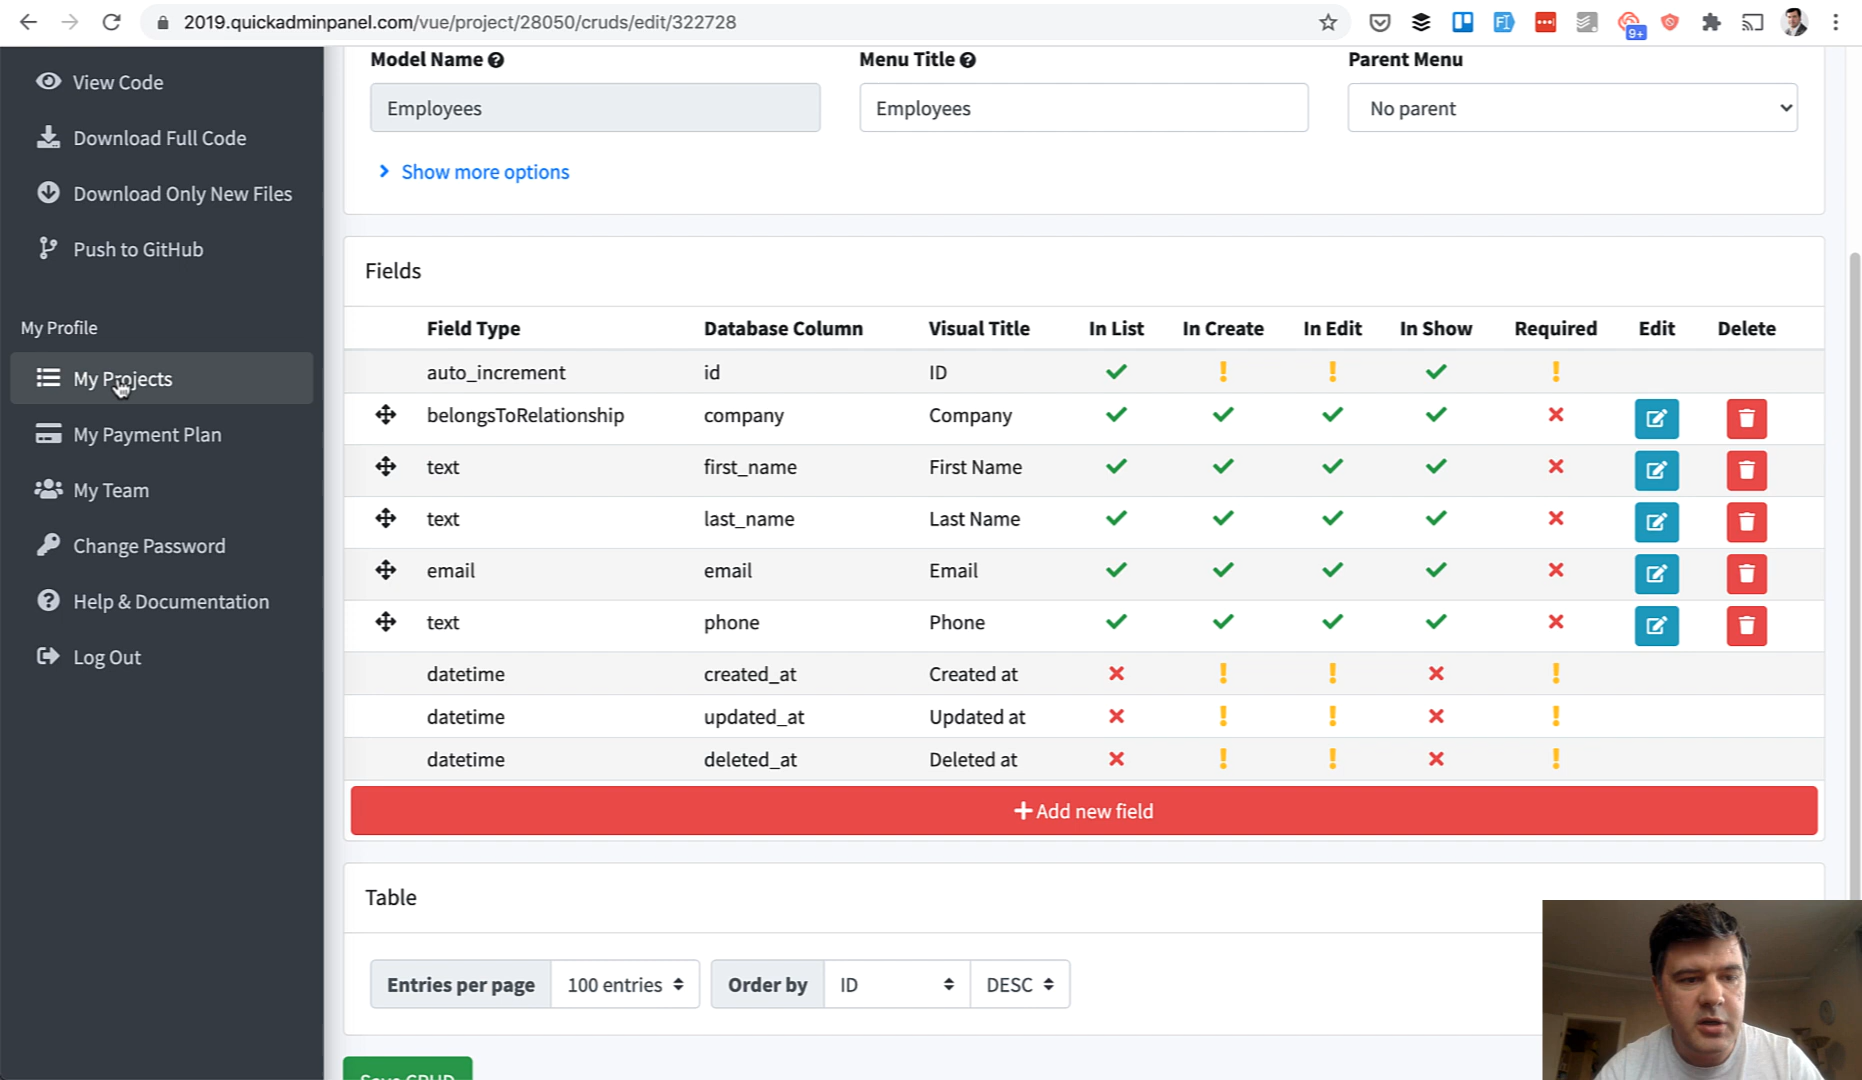 2019.quickadminpanel.com/vue/project/28050/cruds/edit/322728
9+
View Code
Download Full Code
Download Only New Files
Push to GitHub
My Profile
My Projects
My Payment Plan
My Team
Change Password
Help & Documentation
Log Out
Model Name Menu Title Parent Menu
Employees Employees No parent
Show more options
Fields
Field Type Database Column Visual Title In List In Create In Edit In Show Required Edit Delete
auto_increment id ID
belongsToRelationship company Company
text first_name First Name
text last_name Last Name
email email Email
text phone Phone
datetime created_at Created at
datetime updated_at Updated at
datetime deleted_at Deleted at
Add new field
Table
Entries per page 100 entries Order by ID DESC
Save CRUD